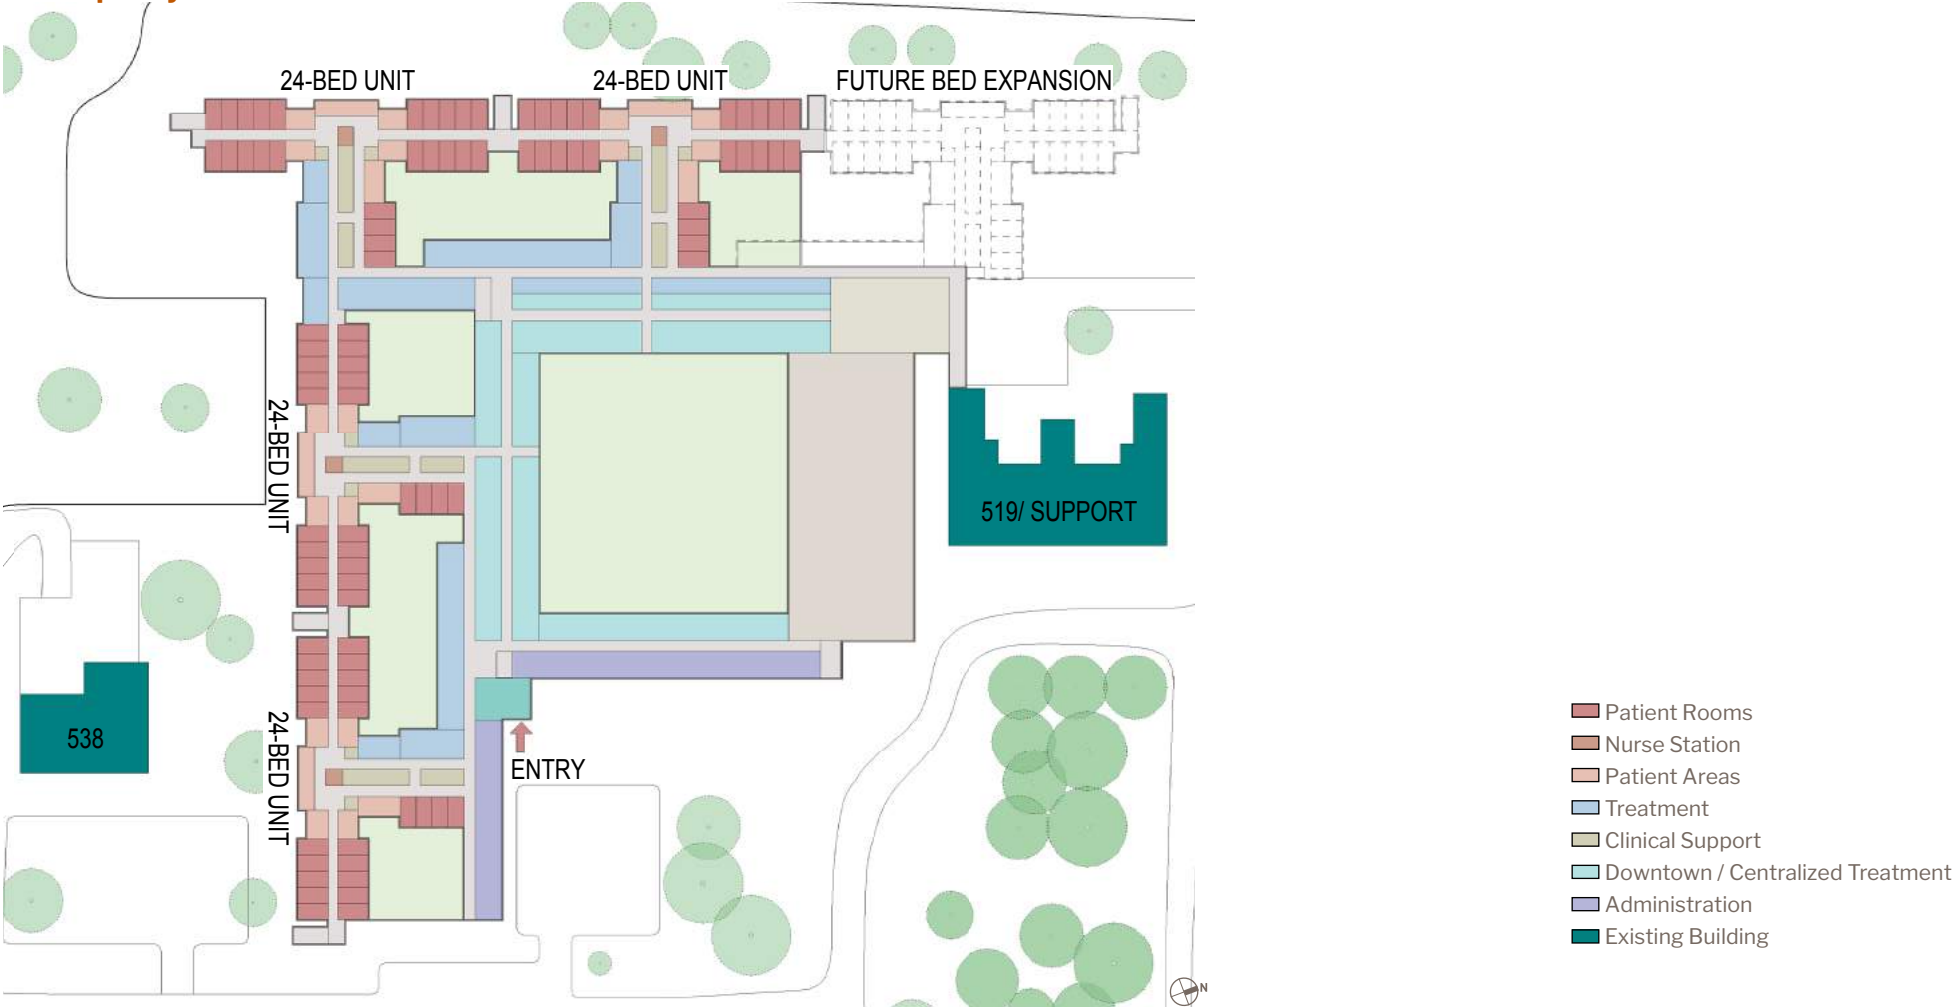 24-BED UNIT
24-BED UNIT
FUTURE BED EXPANSION
24-BED UNIT
519/ SUPPORT
538
24-BED UNIT
ENTRY
Patient Rooms
Nurse Station
Patient Areas
Treatment
Clinical Support
Downtown / Centralized Treatment
Administration
Existing Building
N